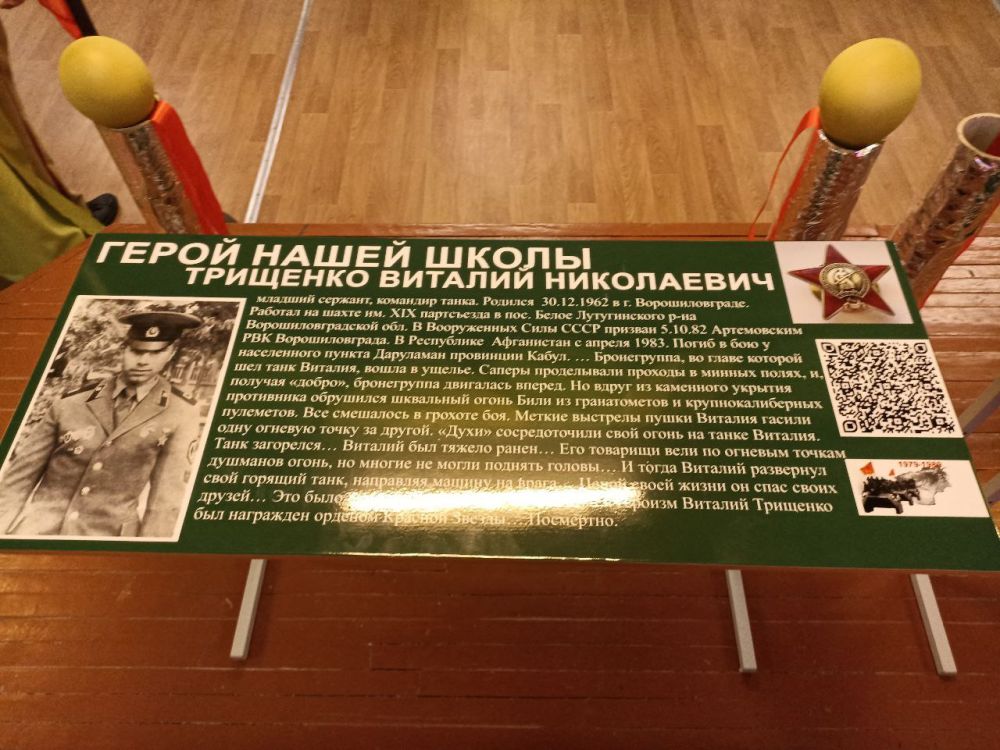 ГЕРОЙ НАШЕЙ ШКОЛЫ
ТРИЩЕНКО ВИТАЛИЙ НИКОЛАЕВИЧ
младший сержант, командир танка. Родился 30.12.1962 в г. Ворошиловграде.
Работал на шахте им. XIX партсъезда в пос. Белое Лутугинского р-на
Ворошиловградской обл. В Вооруженных Силы СССР призван 5.10.82 Артемовским
РВК Ворошиловграда. В Республике Афганистан с апреля 1983. Погиб в бою у
населенного пункта Даруламан провинции Кабул. … Бронегруппа, во главе которой
шел танк Виталия, вошла в ущелье. Саперы проделывали проходы в минных полях, и,
получая «добро», бронегруппа двигалась вперед. Но вдруг из каменного укрытия
противника обрушился шквальный огонь Били из гранатометов и крупнокалиберных
пулеметов. Все смешалось в грохоте боя. Меткие выстрелы пушки Виталия гасили
одну огневую точку за другой. «Духи» сосредоточили свой огонь на танке Виталия.
Танк загорелся… Виталий был тяжело ранен… Его товарищи вели по огневым точкам
душманов огонь, но многие не могли поднять головы… И тогда Виталий развернул
свой горящий танк, направляя машину на врага… Ценой своей жизни он спас своих
друзей… Это было героизм Виталий Трищенко
был награжден орденом Красной Звезды… Посмертно.